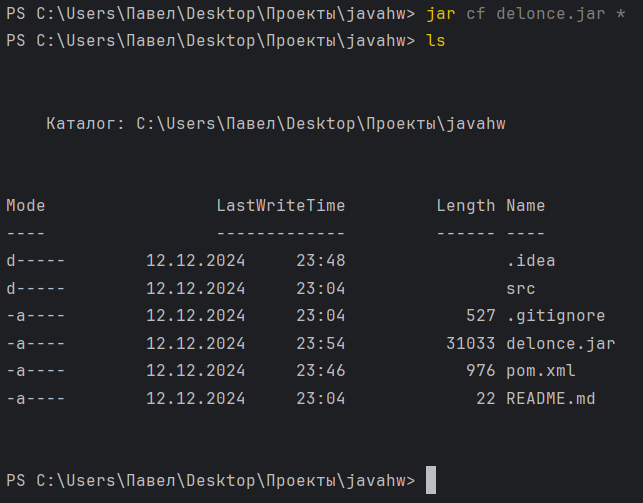 PS C:\Users\Павел\Desktop\Проекты\javahw> jar cf delonce.jar *
PS C:\Users\Павел\Desktop\Проекты\javahw> ls
Каталог: C:\Users\Павел\Desktop\Проекты\javahw
Mode LastWriteTime Length Name
---- ------------- ------ ----
d----- 12.12.2024 23:48 .idea
d----- 12.12.2024 23:04 src
-a---- 12.12.2024 23:04 527 .gitignore
-a---- 12.12.2024 23:54 31033 delonce.jar
-a---- 12.12.2024 23:46 976 pom.xml
-a---- 12.12.2024 23:04 22 README.md
PS C:\Users\Павел\Desktop\Проекты\javahw>